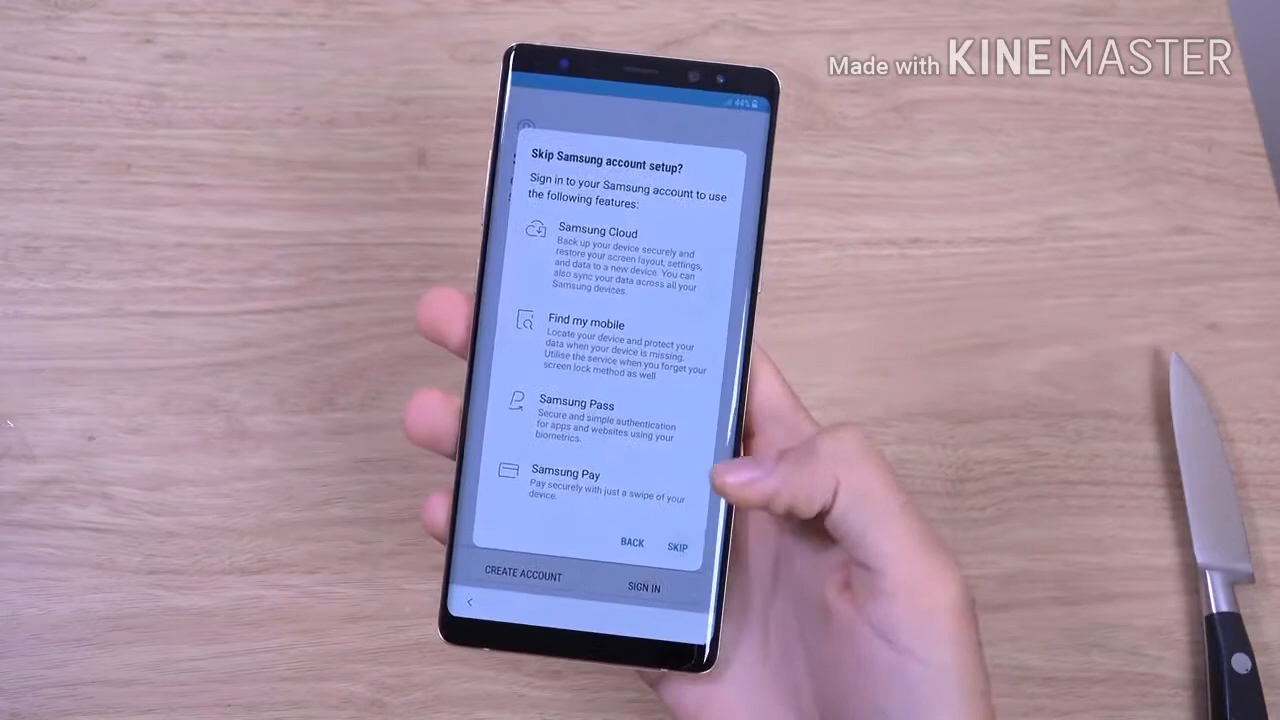 Made with KINEMASTER
44%
Skip Samsung account setup?
Sign in to your Samsung account to use
the following features:
Samsung Cloud
Back up your device securely and
restore your screen layout, settings,
and data to a new device. You can
also sync your data across all your
Samsung devices.
Find my mobile
Locate your device and protect your
data when your device is missing.
Utilise the service when you forget your
screen lock method as well
Samsung Pass
Secure and simple authentication
for apps and websites using your
biometrics.
Samsung Pay
Pay securely with just a swipe of your
device.
BACK SKIP
CREATE ACCOUNT SIGN IN